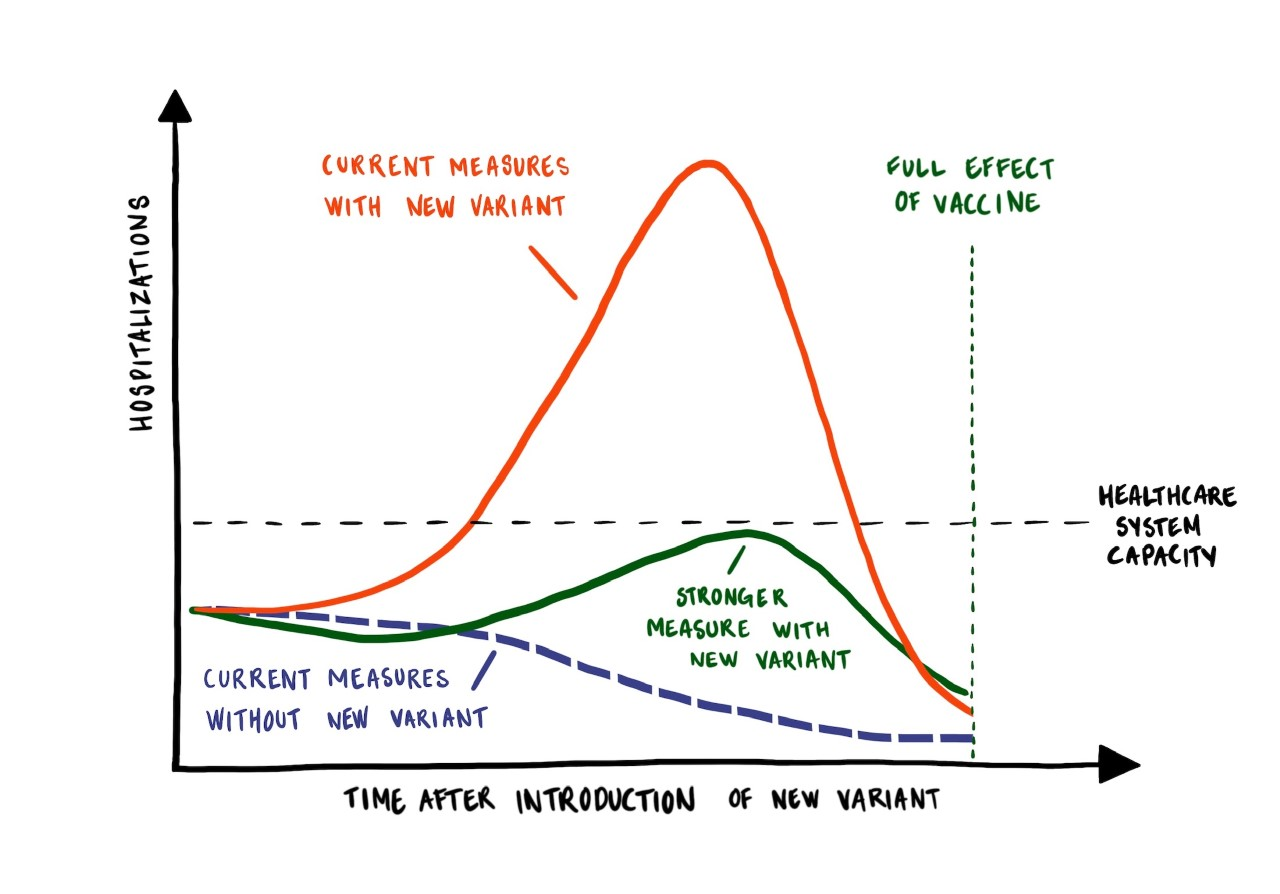 CURRENT MEASURES
WITH NEW VARIANT
FULL EFFECT
OF VACCINE
HOSPITALIZATIONS
HEALTHCARE
SYSTEM
CAPACITY
STRONGER
MEASURE WITH
NEW VARIANT
CURRENT MEASURES
WITHOUT NEW VARIANT
TIME AFTER INTRODUCTION OF NEW VARIANT